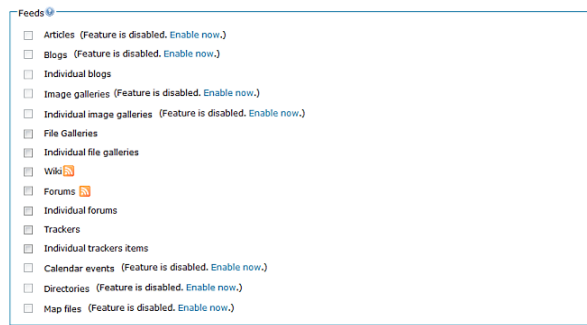 Feeds
Articles (Feature is disabled. Enable now.)
Blogs (Feature is disabled. Enable now.)
Individual blogs
Image galleries (Feature is disabled. Enable now.)
Individual image galleries (Feature is disabled. Enable now.)
File Galleries
Individual file galleries
Wiki
Forums
Individual forums
Trackers
Individual trackers items
Calendar events (Feature is disabled. Enable now.)
Directories (Feature is disabled. Enable now.)
Map files (Feature is disabled. Enable now.)